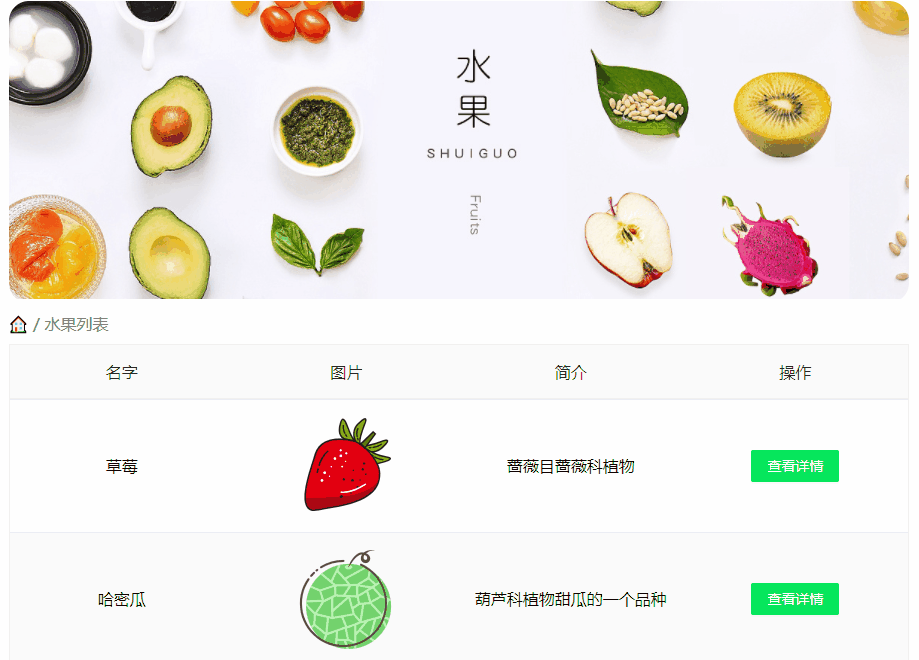 水
果
SHUIGUO
Fruits
/ 水果列表
名字 图片 简介 操作
草莓 蔷薇目蔷薇科植物 查看详情
哈密瓜 葫芦科植物甜瓜的一个品种 查看详情